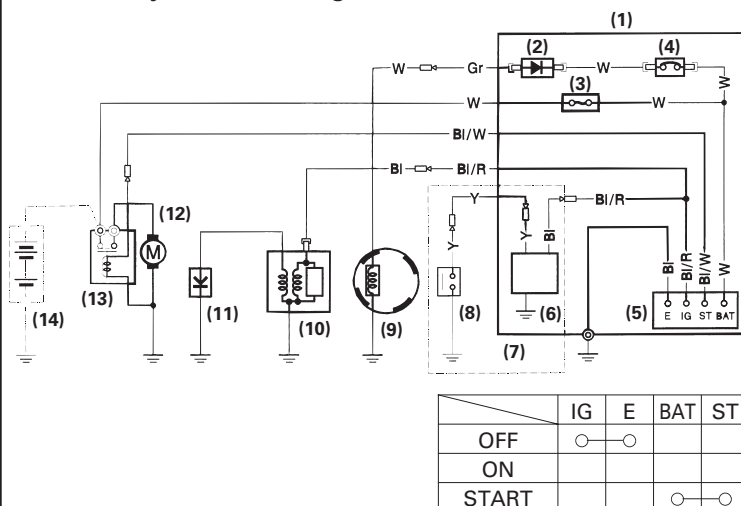 (1)
(2)
(4)
W
Gr
W
(3)
W
W
W
Bl/W
Bl
Bl/R
Y
Bl/R
(12)
Y
Y
Bl
M
Bl
Bl/R
Bl/W
W
(13)
(11)
(8)
(6)
(5)
E IG ST BAT
(14)
(10)
(9)
(7)
IG E BAT ST
OFF
ON
START